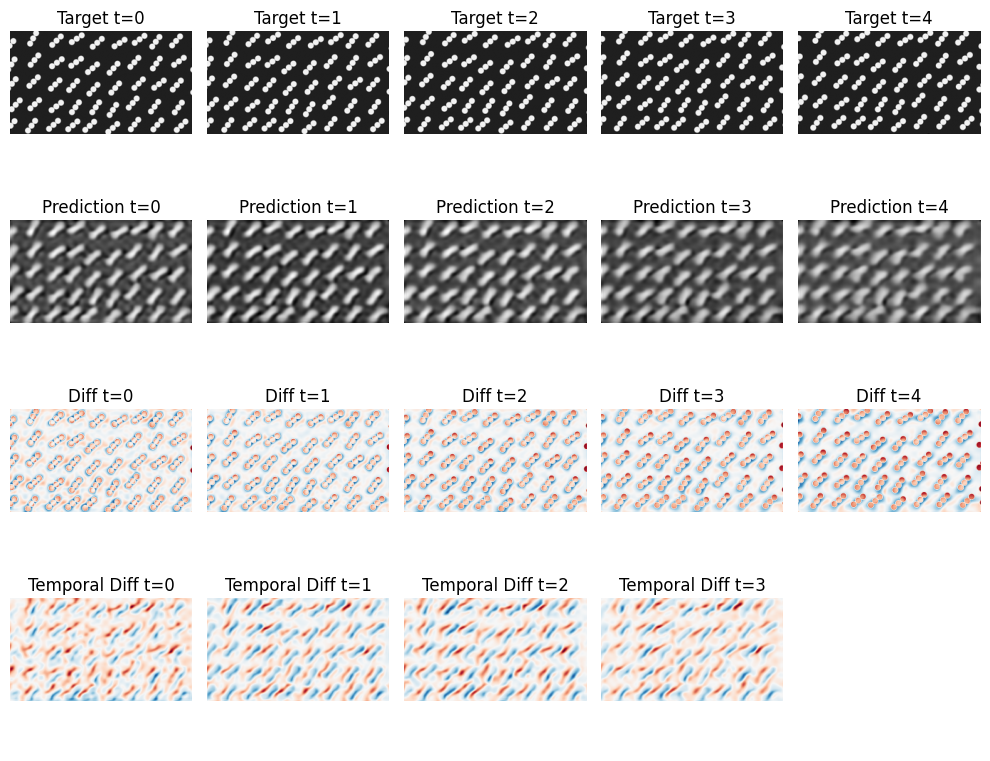 Target t=0 Target t=1 Target t=2 Target t=3 Target t=4
Prediction t=0 Prediction t=1 Prediction t=2 Prediction t=3 Prediction t=4
Diff t=0 Diff t=1 Diff t=2 Diff t=3 Diff t=4
Temporal Diff t=0 Temporal Diff t=1 Temporal Diff t=2 Temporal Diff t=3